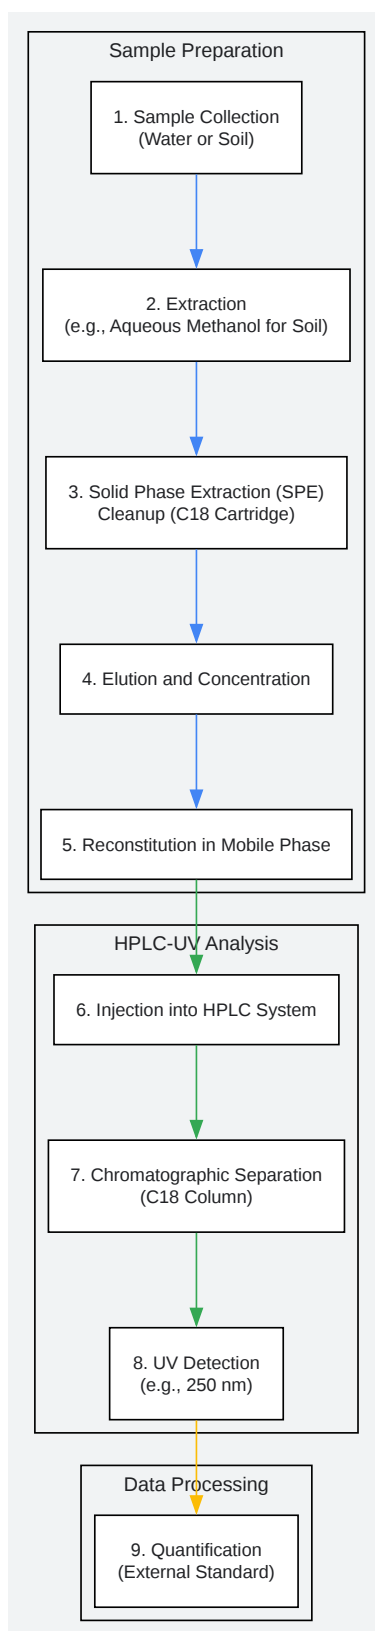 Sample Preparation
1. Sample Collection
(Water or Soil)
2. Extraction
(e.g., Aqueous Methanol for Soil)
3. Solid Phase Extraction (SPE)
Cleanup (C18 Cartridge)
4. Elution and Concentration
5. Reconstitution in Mobile Phase
HPLC-UV Analysis
6. Injection into HPLC System
7. Chromatographic Separation
(C18 Column)
8. UV Detection
(e.g., 250 nm)
Data Processing
9. Quantification
(External Standard)